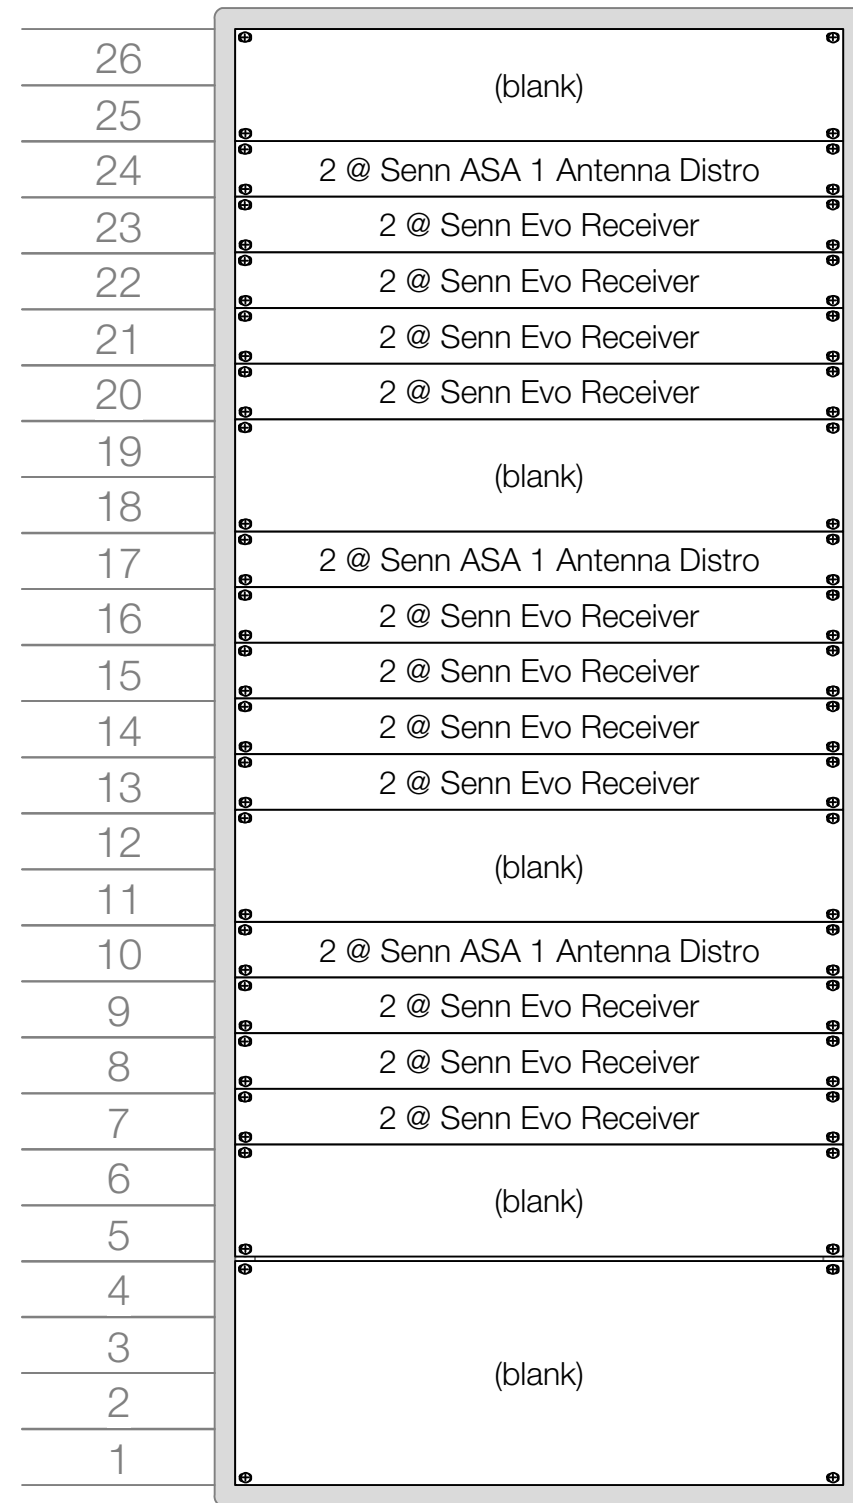 26
(blank)
25
24
2 @ Senn ASA 1 Antenna Distro
23
2 @ Senn Evo Receiver
22
2 @ Senn Evo Receiver
21
2 @ Senn Evo Receiver
20
2 @ Senn Evo Receiver
19
(blank)
18
17
2 @ Senn ASA 1 Antenna Distro
16
2 @ Senn Evo Receiver
15
2 @ Senn Evo Receiver
14
2 @ Senn Evo Receiver
13
2 @ Senn Evo Receiver
12
(blank)
11
10
2 @ Senn ASA 1 Antenna Distro
9
2 @ Senn Evo Receiver
8
2 @ Senn Evo Receiver
7
2 @ Senn Evo Receiver
6
(blank)
5
4
3
(blank)
2
1